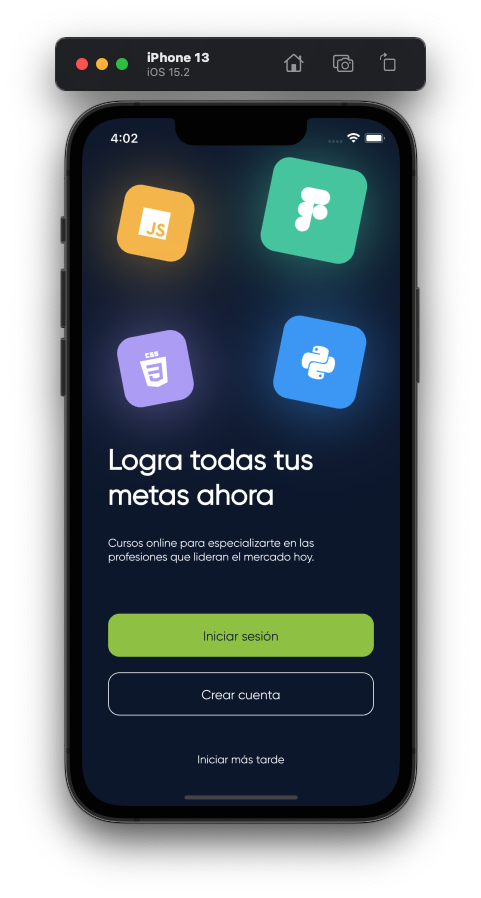 iPhone 13
iOS 15.2
4:02
JS
CSS
Logra todas tus
metas ahora
Cursos online para especializarte en las
profesiones que lideran el mercado hoy.
Iniciar sesión
Crear cuenta
Iniciar más tarde